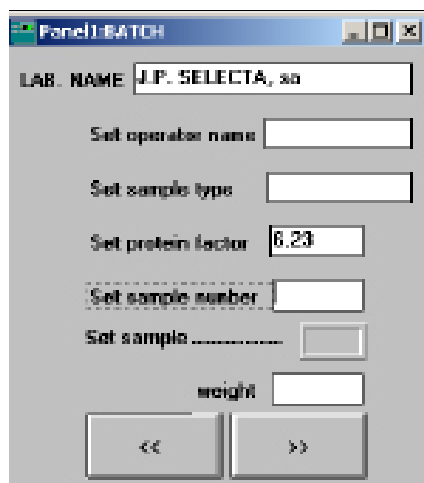 Panel1:BATCH
LAB. NAME J.P. SELECTA, sa
Set operator name
Set sample type
Set protein factor 6.23
Set sample number
Set sample ................
weight
<< >>